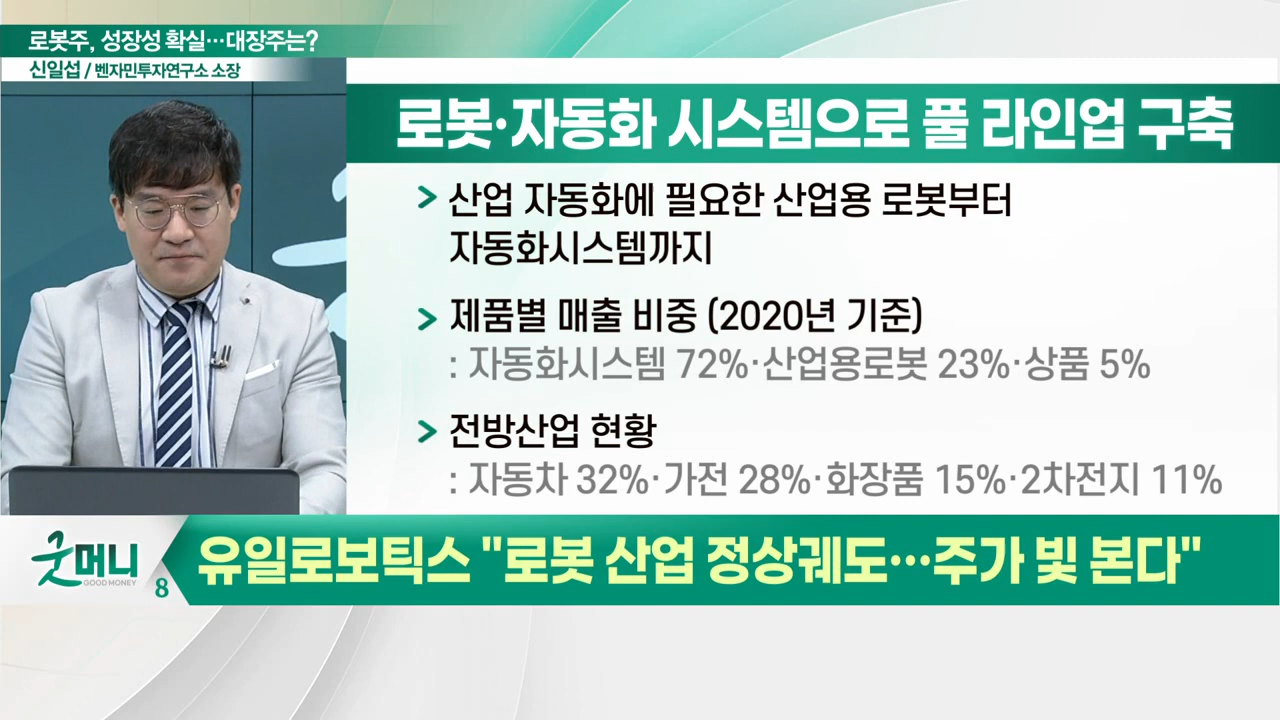 로봇주, 성장성 확실…대장주는?
신일섭 / 벤자민투자연구소 소장
로봇·자동화 시스템으로 풀 라인업 구축
> 산업 자동화에 필요한 산업용 로봇부터
자동화시스템까지
> 제품별 매출 비중 (2020년 기준)
: 자동화시스템 72%·산업용로봇 23%·상품 5%
> 전방산업 현황
: 자동차 32%·가전 28%·화장품 15%·2차전지 11%
굿머니
GOOD MONEY
8
유일로보틱스 "로봇 산업 정상궤도…주가 빛 본다"